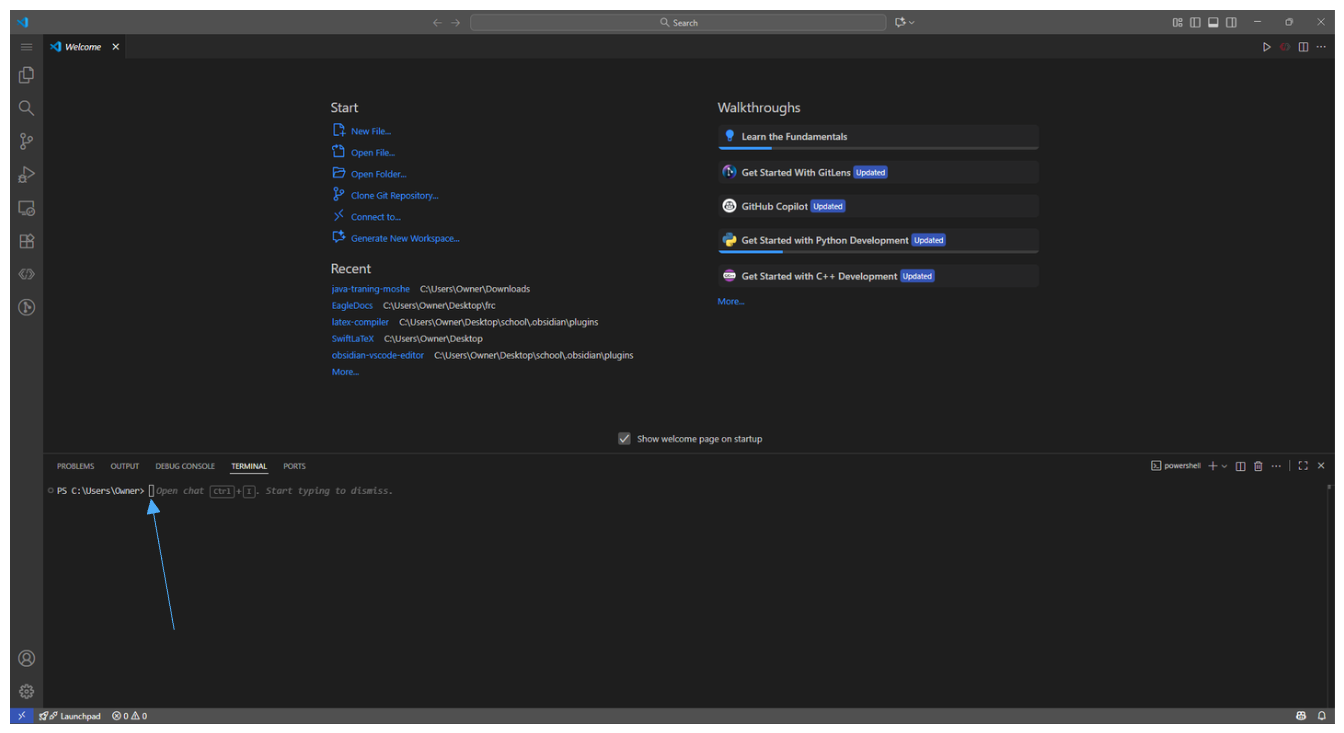 Search
Welcome
Start
New File...
Open File...
Open Folder...
Clone Git Repository...
Connect to...
Generate New Workspace...
Recent
java-traning-moshe C:\Users\Owner\Downloads
EagleDocs C:\Users\Owner\Desktop\frc
latex-compiler C:\Users\Owner\Desktop\school\.obsidian\plugins
SwiftLaTeX C:\Users\Owner\Desktop
obsidian-vscode-editor C:\Users\Owner\Desktop\school\.obsidian\plugins
More...
Walkthroughs
Learn the Fundamentals
Get Started With GitLens Updated
GitHub Copilot Updated
Get Started with Python Development Updated
Get Started with C++ Development Updated
More...
Show welcome page on startup
PROBLEMS OUTPUT DEBUG CONSOLE TERMINAL PORTS
powershell
PS C:\Users\Owner> Open chat Ctrl+I. Start typing to dismiss.
Launchpad 0 0